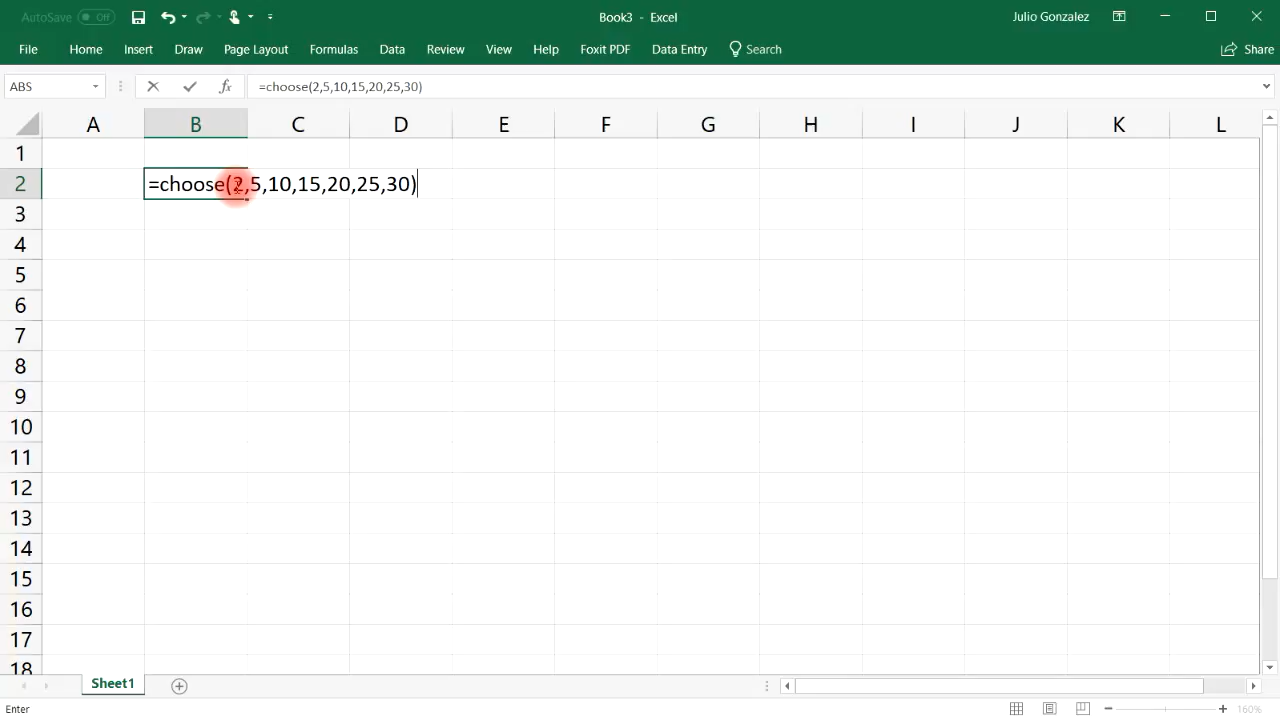 AutoSave Off Book3 - Excel Julio Gonzalez
File Home Insert Draw Page Layout Formulas Data Review View Help Foxit PDF Data Entry Search Share
ABS fx =choose(2,5,10,15,20,25,30)
A B C D E F G H I J K L
1
2 =choose(2,5,10,15,20,25,30)
3
4
5
6
7
8
9
10
11
12
13
14
15
16
17
18
Sheet1
Enter 160%